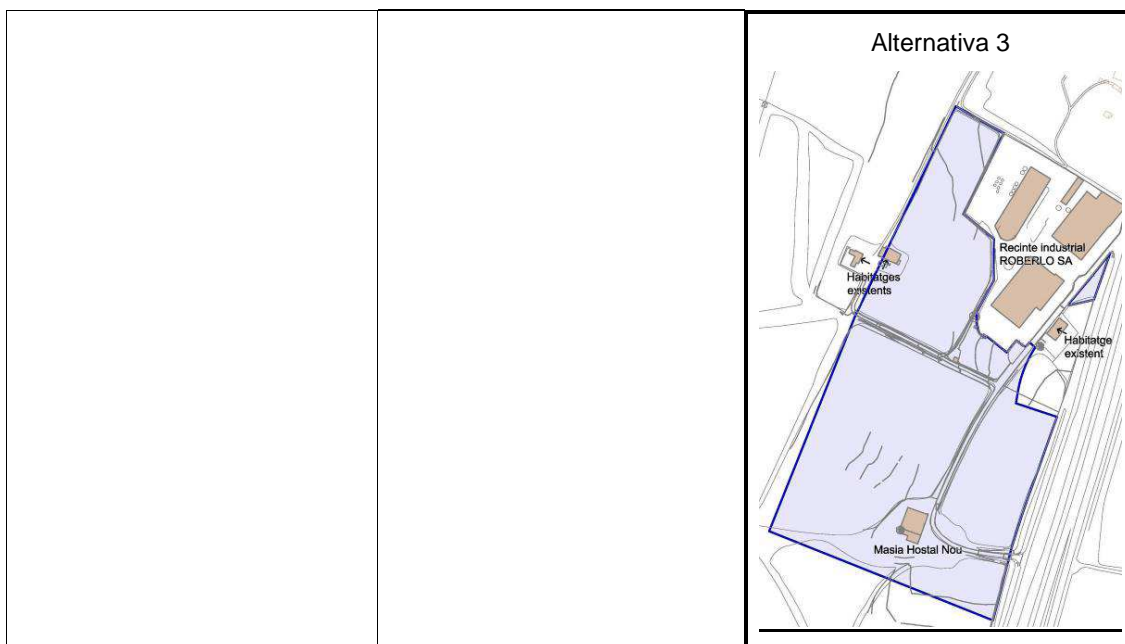 Alternativa 3
Recinte industrial
ROBERLO SA
Habitatges
existents
Habitatge
existent
Masia Hostal Nou